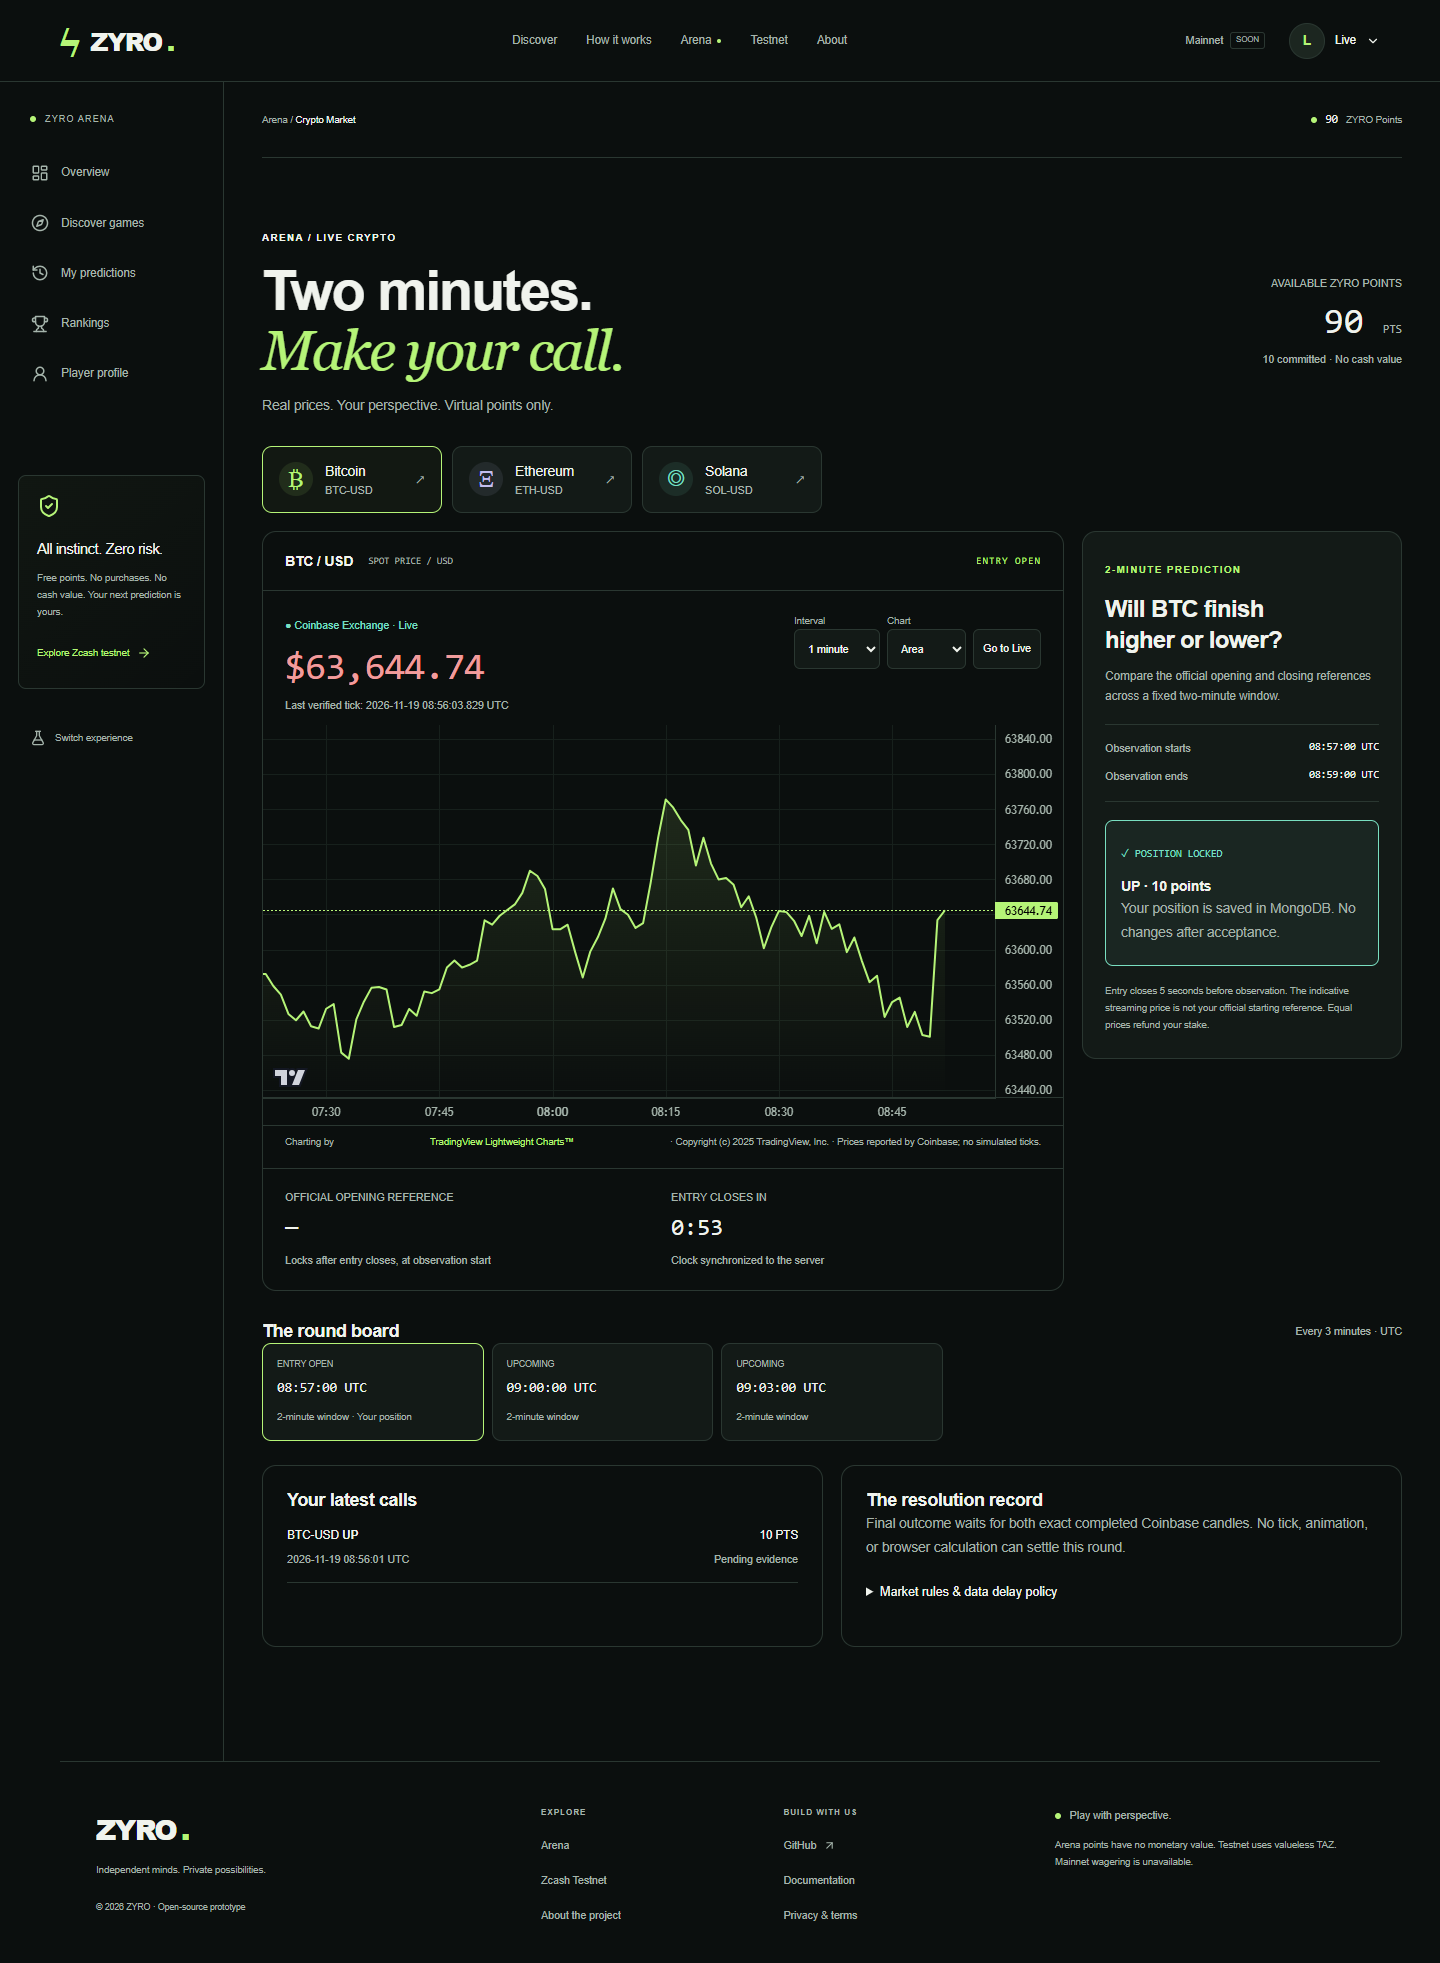 ZYRO.
Discover
How it works
Arena
Testnet
About
Mainnet SOON
L Live
ZYRO ARENA
Overview
Discover games
My predictions
Rankings
Player profile
All instinct. Zero risk.
Free points. No purchases. No
cash value. Your next prediction is
yours.
Explore Zcash testnet →
Switch experience
Arena / Crypto Market
90 ZYRO Points
ARENA / LIVE CRYPTO
Two minutes.
Make your call.
Real prices. Your perspective. Virtual points only.
AVAILABLE ZYRO POINTS
90 PTS
10 committed · No cash value
Bitcoin
BTC-USD ↗
Ethereum
ETH-USD ↗
Solana
SOL-USD ↗
BTC / USD SPOT PRICE / USD
ENTRY OPEN
Coinbase Exchange · Live
$63,644.74
Last verified tick: 2026-11-19 08:56:03.829 UTC
Interval
1 minute
Chart
Area
Go to Live
63840.00
63800.00
63760.00
63720.00
63680.00
63644.74
63600.00
63560.00
63520.00
63480.00
63440.00
07:30 07:45 08:00 08:15 08:30 08:45
Charting by TradingView Lightweight Charts™ · Copyright (c) 2025 TradingView, Inc. · Prices reported by Coinbase; no simulated ticks.
OFFICIAL OPENING REFERENCE
—
Locks after entry closes, at observation start
ENTRY CLOSES IN
0:53
Clock synchronized to the server
2-MINUTE PREDICTION
Will BTC finish
higher or lower?
Compare the official opening and closing references
across a fixed two-minute window.
Observation starts 08:57:00 UTC
Observation ends 08:59:00 UTC
✓ POSITION LOCKED
UP · 10 points
Your position is saved in MongoDB. No
changes after acceptance.
Entry closes 5 seconds before observation. The indicative
streaming price is not your official starting reference. Equal
prices refund your stake.
The round board
Every 3 minutes · UTC
ENTRY OPEN
08:57:00 UTC
2-minute window · Your position
UPCOMING
09:00:00 UTC
2-minute window
UPCOMING
09:03:00 UTC
2-minute window
Your latest calls
BTC-USD UP 10 PTS
2026-11-19 08:56:01 UTC Pending evidence
The resolution record
Final outcome waits for both exact completed Coinbase candles. No tick, animation,
or browser calculation can settle this round.
▶ Market rules & data delay policy
ZYRO.
Independent minds. Private possibilities.
© 2026 ZYRO · Open-source prototype
EXPLORE
Arena
Zcash Testnet
About the project
BUILD WITH US
GitHub ↗
Documentation
Privacy & terms
Play with perspective.
Arena points have no monetary value. Testnet uses valueless TAZ.
Mainnet wagering is unavailable.